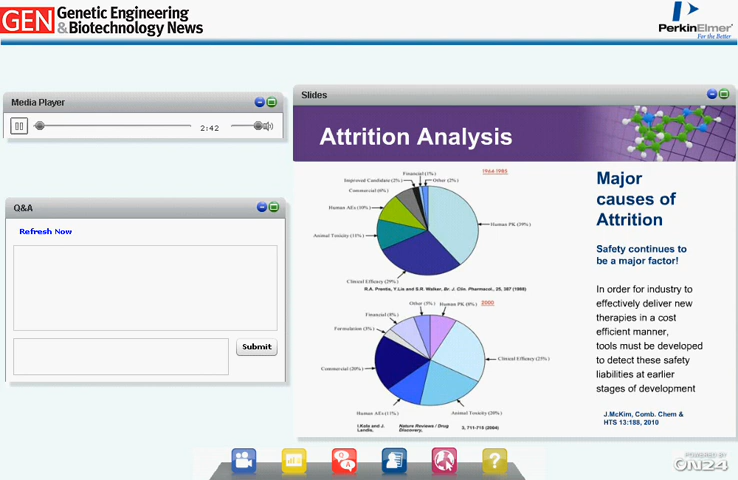 GEN Genetic Engineering
& Biotechnology News
PerkinElmer
For the Better
Media Player
2:42
Q&A
Refresh Now
Submit
Slides
Attrition Analysis
1964-1985
Financial (1%)
Improved Candidate (2%)
Other (2%)
Commercial (6%)
Human AEs (10%)
Animal Toxicity (11%)
Human PK (39%)
Clinical Efficacy (29%)
R.A. Prentis, Y Lis and S.R. Walker, Br. J. Clin. Pharmacol., 25, 387 (1988)
2000
Other (5%)
Human PK (8%)
Financial (8%)
Commercial (20%)
Human AEs (11%)
Animal Toxicity (20%)
I.Kola and J.
Landis,
Nature Reviews / Drug
Discovery,
3, 711-715 (2004)
Major
causes of
Attrition
Safety continues to
be a major factor!
In order for industry to
effectively deliver new
therapies in a cost
efficient manner,
tools must be developed
to detect these safety
liabilities at earlier
stages of development
J.McKim, Comb. Chem &
HTS 13:188, 2010
Q
A
?
POWERED BY
ON24